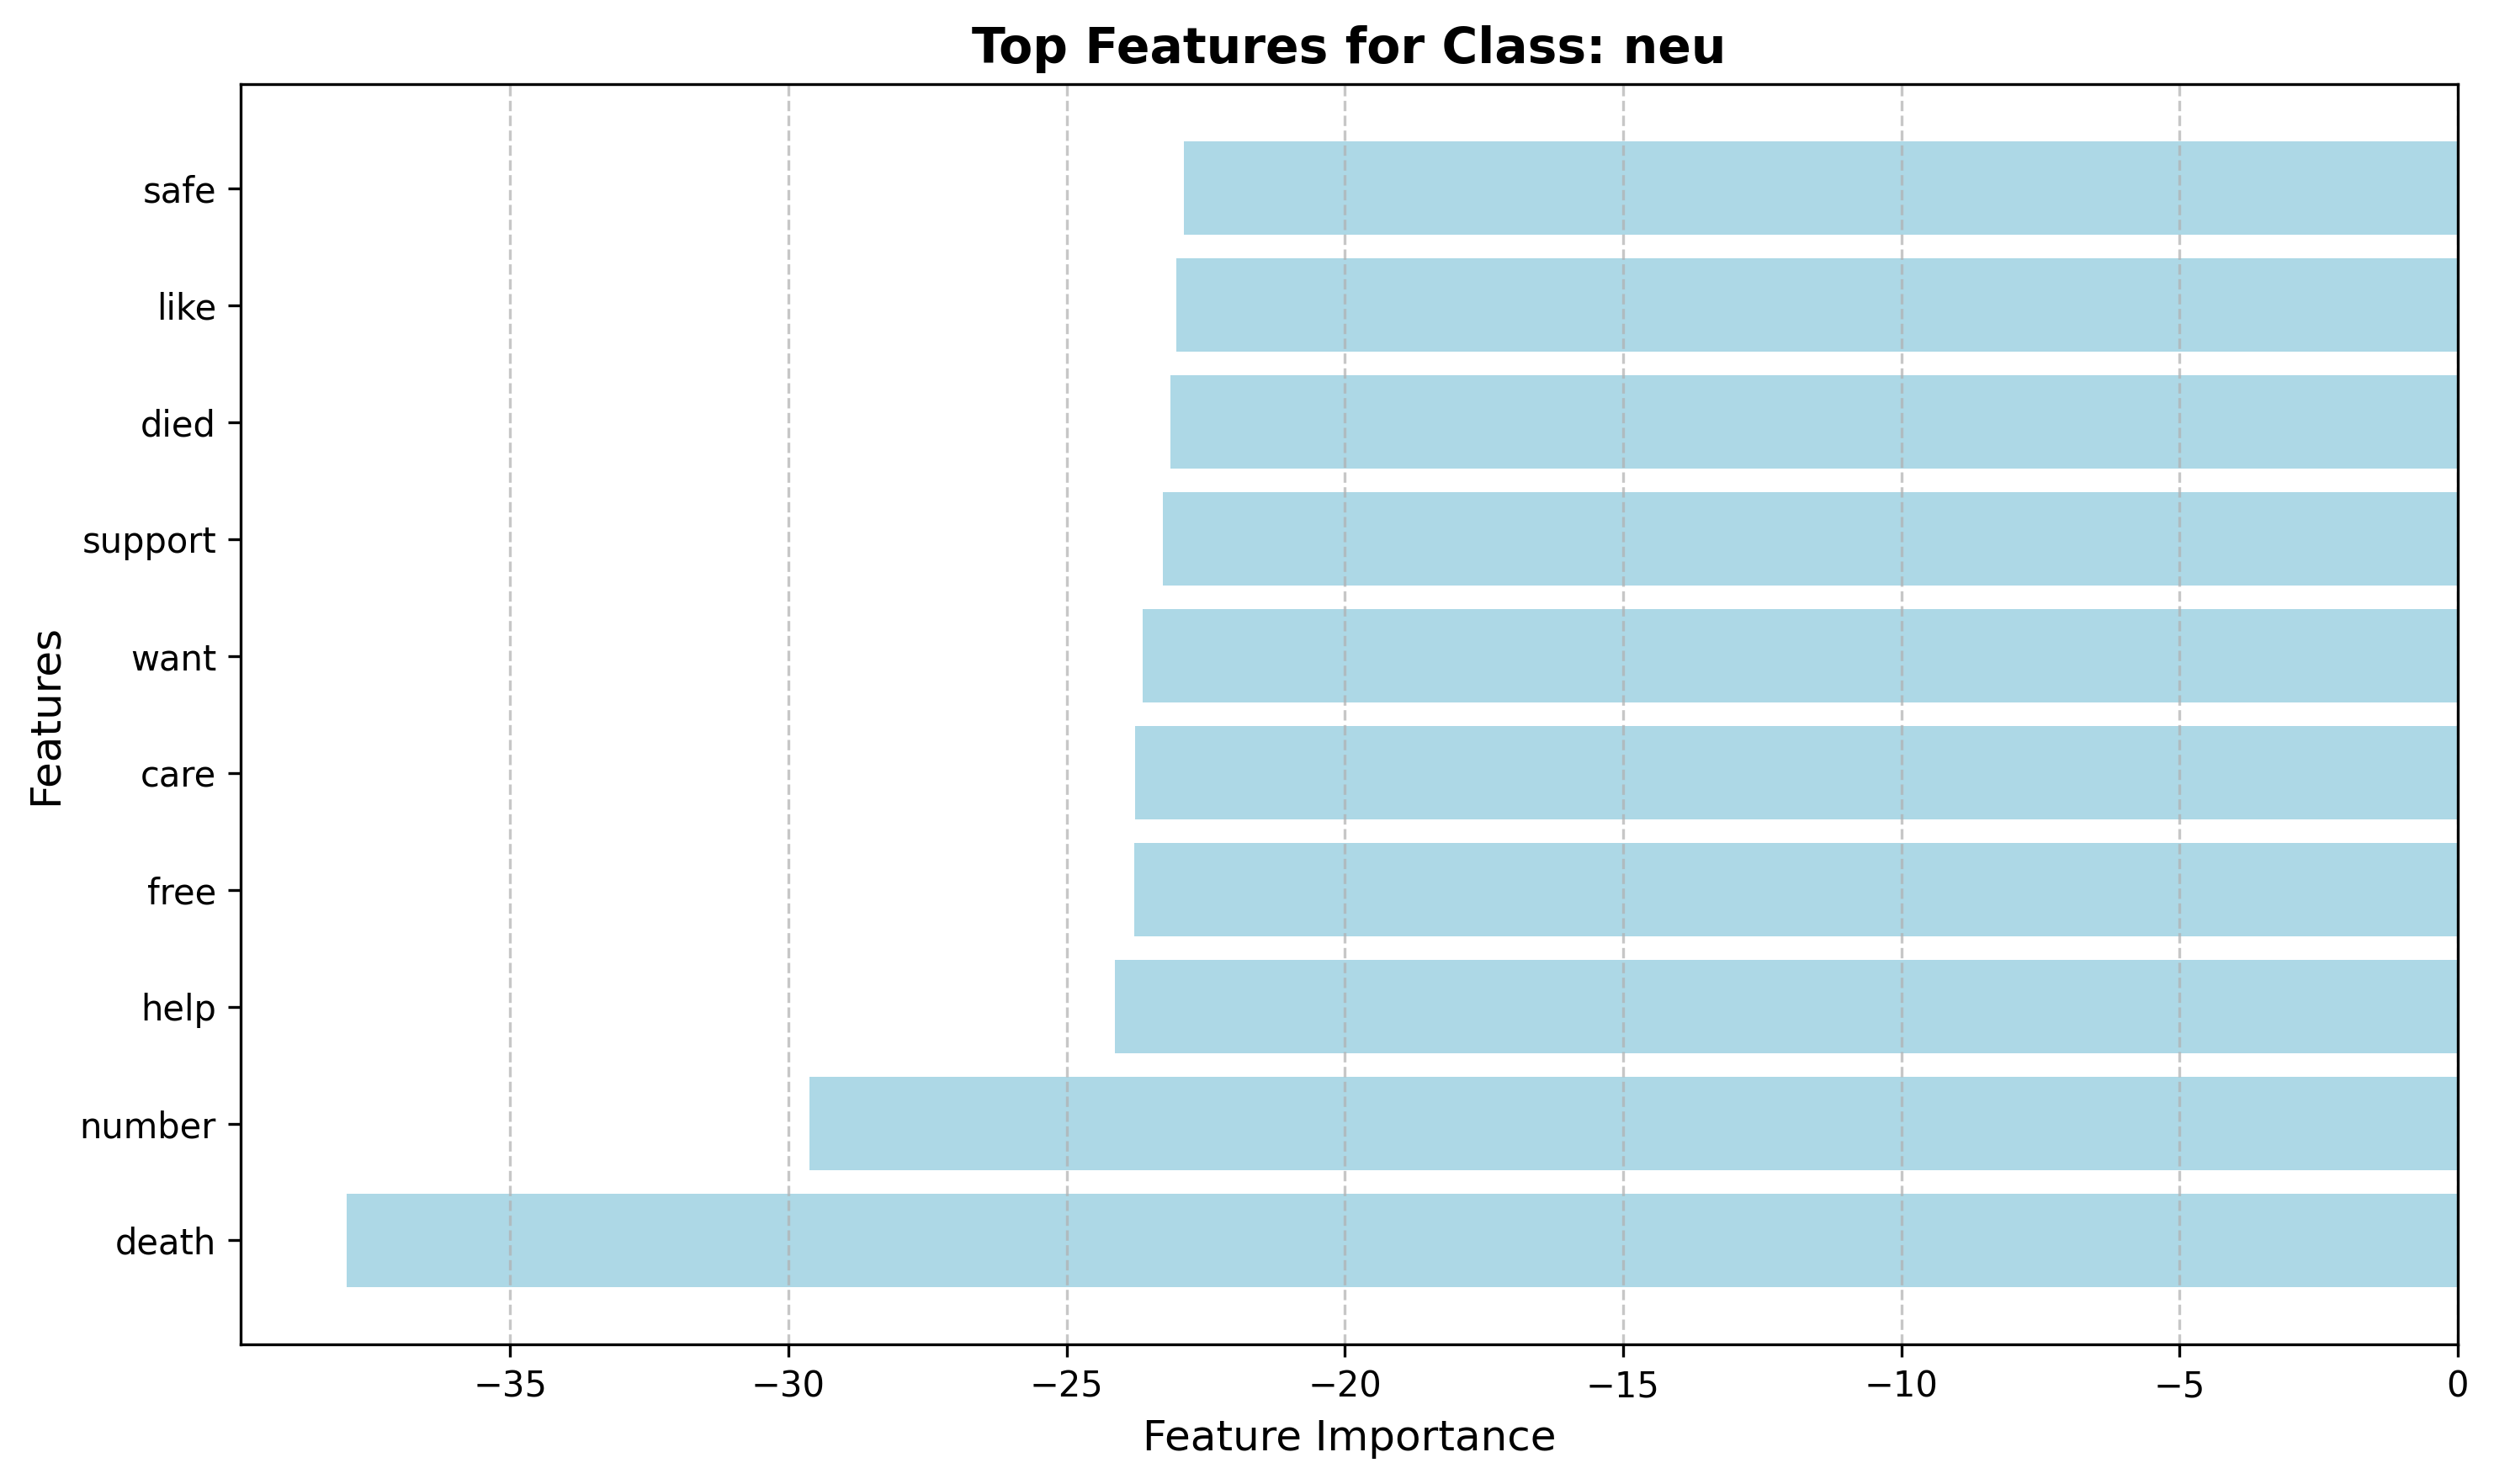 Top Features for Class: neu
safe
like
died
support
want
care
free
help
number
death
Features
−35 −30 −25 −20 −15 −10 −5 0
Feature Importance